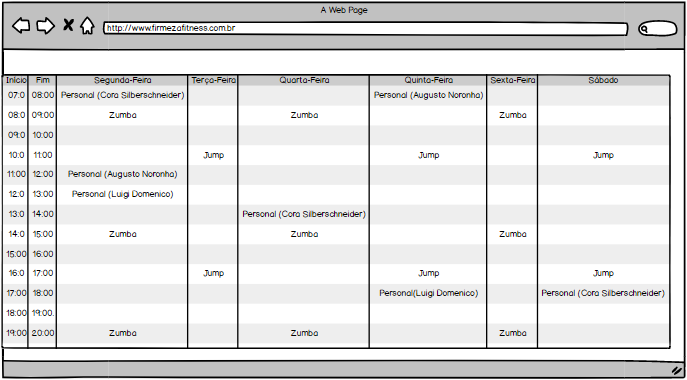 A Web Page
http://www.firmezafitness.com.br
Início Fim Segunda-Feira Terça-Feira Quarta-Feira Quinta-Feira Sexta-Feira Sábado
07:0 08:00 Personal (Cora Silberschneider) Personal (Augusto Noronha)
08:0 09:00 Zumba Zumba Zumba
09:0 10:00
10:0 11:00 Jump Jump Jump
11:00 12:00 Personal (Augusto Noronha)
12:0 13:00 Personal (Luigi Domenico)
13:0 14:00 Personal (Cora Silberschneider)
14:0 15:00 Zumba Zumba Zumba
15:00 16:00
16:0 17:00 Jump Jump Jump
17:00 18:00 Personal(Luigi Domenico) Personal (Cora Silberschneider)
18:00 19:00.
19:00 20:00 Zumba Zumba Zumba